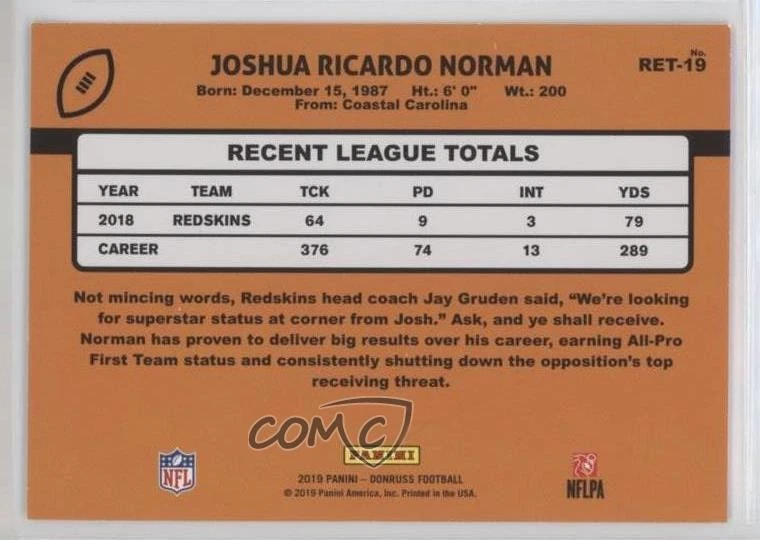 JOSHUA RICARDO NORMAN
No.
RET-19
Born: December 15, 1987 Ht.: 6' 0" Wt.: 200
From: Coastal Carolina
RECENT LEAGUE TOTALS
YEAR TEAM TCK PD INT YDS
2018 REDSKINS 64 9 3 79
CAREER 376 74 13 289
Not mincing words, Redskins head coach Jay Gruden said, “We're looking
for superstar status at corner from Josh.” Ask, and ye shall receive.
Norman has proven to deliver big results over his career, earning All-Pro
First Team status and consistently shutting down the opposition's top
receiving threat.
COMC
PANINI
2019 PANINI – DONRUSS FOOTBALL
© 2019 Panini America, Inc. Printed in the USA.
NFL
NFLPA